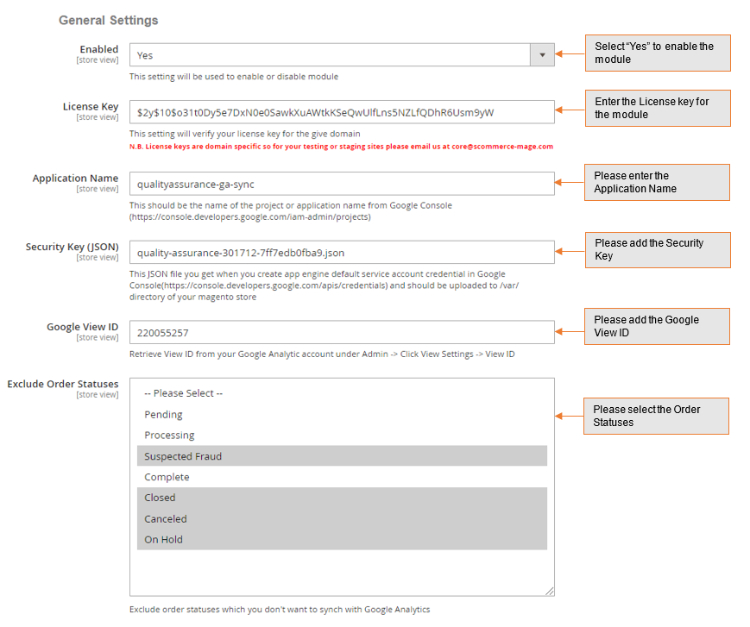 General Settings
Enabled
[store view]
Yes
This setting will be used to enable or disable module
Select "Yes" to enable the
module
License Key
[store view]
$2y$10$o31t0Dy5e7DxN0e0SawkXuAWtkKSeQwUlfLns5NZLfQDhR6Usm9yW
This setting will verify your license key for the give domain
N.B. License keys are domain specific so for your testing or staging sites please email us at core@scommerce-mage.com
Enter the License key for
the module
Application Name
[store view]
qualityassurance-ga-sync
This should be the name of the project or application name from Google Console
(https://console.developers.google.com/iam-admin/projects)
Please enter the
Application Name
Security Key (JSON)
[store view]
quality-assurance-301712-7ff7edb0fba9.json
This JSON file you get when you create app engine default service account credential in Google
Console(https://console.developers.google.com/apis/credentials) and should be uploaded to /var/
directory of your magento store
Please add the Security
Key
Google View ID
[store view]
220055257
Retrieve View ID from your Google Analytic account under Admin -> Click View Settings -> View ID
Please add the Google
View ID
Exclude Order Statuses
[store view]
-- Please Select --
Pending
Processing
Suspected Fraud
Complete
Closed
Canceled
On Hold
Exclude order statuses which you don't want to synch with Google Analytics
Please select the Order
Statuses